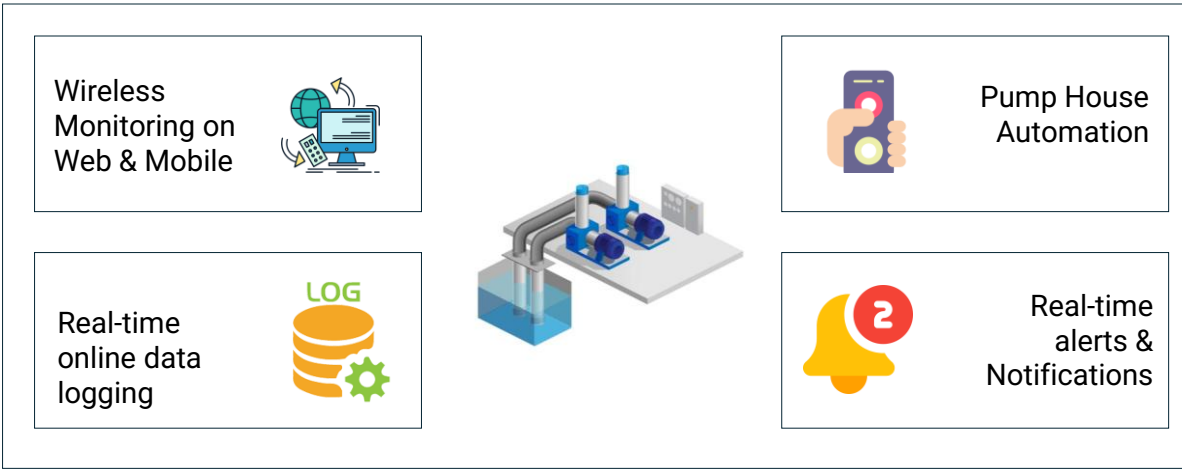 Wireless
Monitoring on
Web & Mobile
Pump House
Automation
LOG
Real-time
online data
logging
2
Real-time
alerts &
Notifications